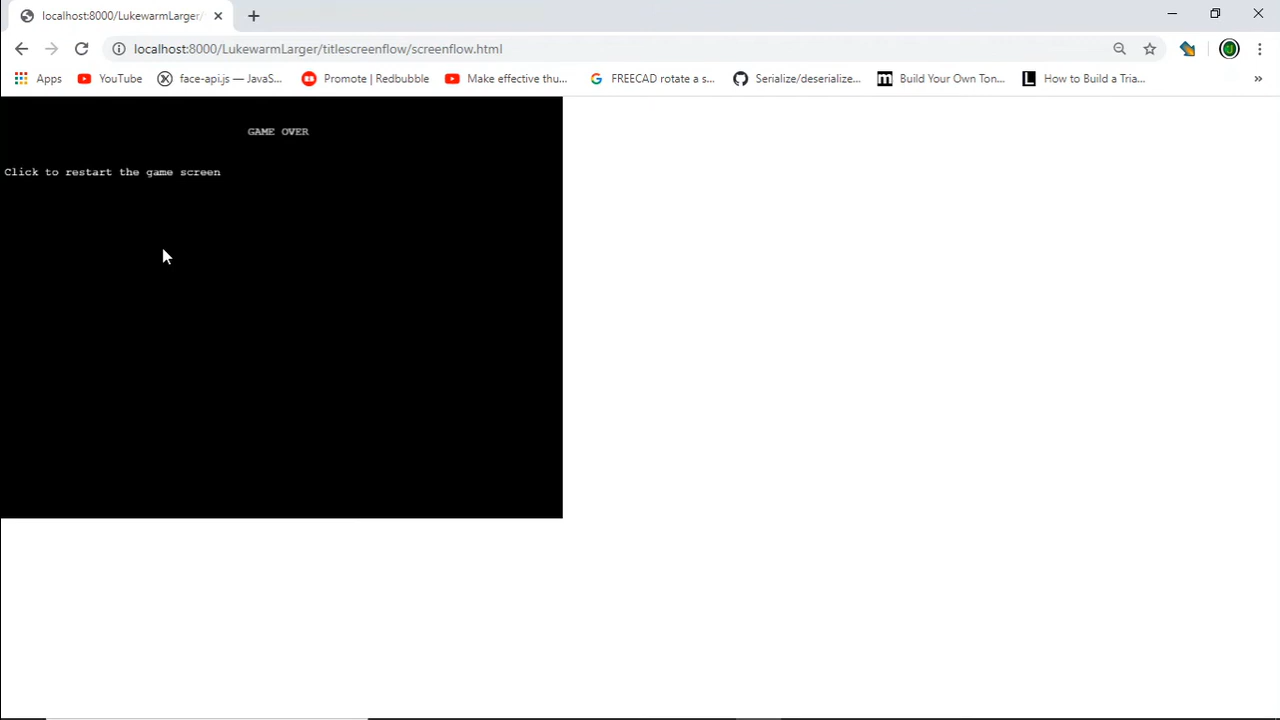 localhost:8000/LukewarmLarger/
localhost:8000/LukewarmLarger/titlescreenflow/screenflow.html
Apps YouTube face-api.js — JavaS... Promote | Redbubble Make effective thu... FREECAD rotate a s... Serialize/deserialize... Build Your Own Ton... How to Build a Tria... »
GAME OVER
Click to restart the game screen